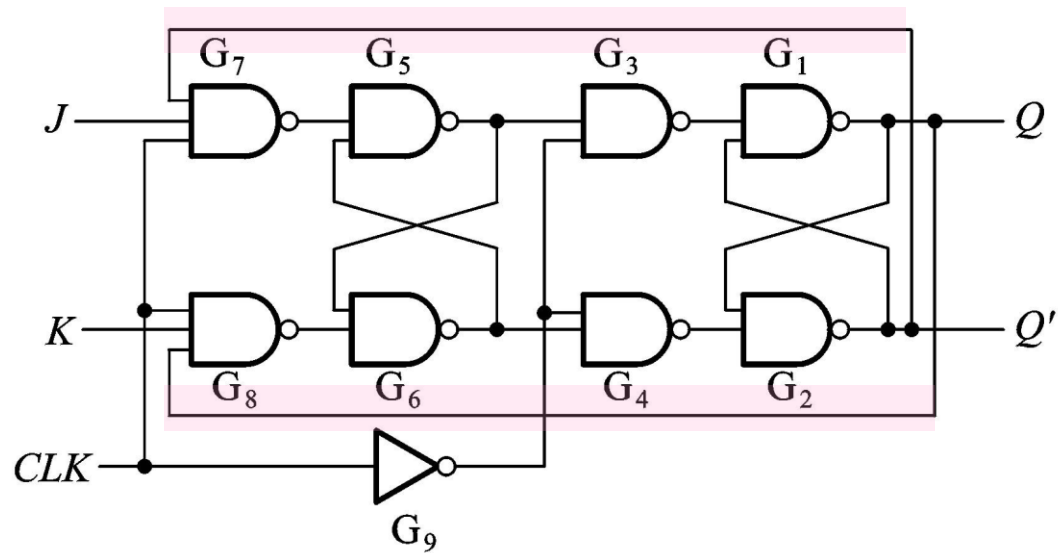 G₇ G₅ G₃ G₁
J Q
K Q'
G₈ G₆ G₄ G₂
CLK
G₉